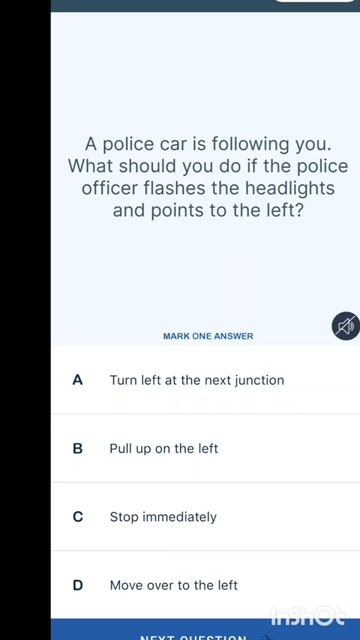 A police car is following you.
What should you do if the police
officer flashes the headlights
and points to the left?
MARK ONE ANSWER
A Turn left at the next junction
B Pull up on the left
C Stop immediately
D Move over to the left
InShOt
NEXT QUESTION